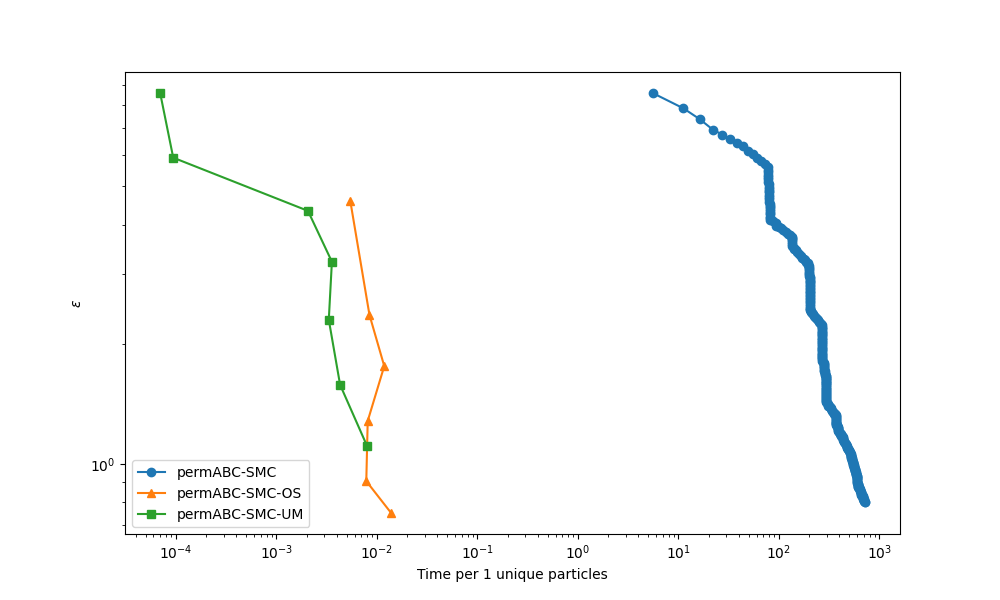 ε
10⁰
permABC-SMC
permABC-SMC-OS
permABC-SMC-UM
10⁻⁴ 10⁻³ 10⁻² 10⁻¹ 10⁰ 10¹ 10² 10³
Time per 1 unique particles